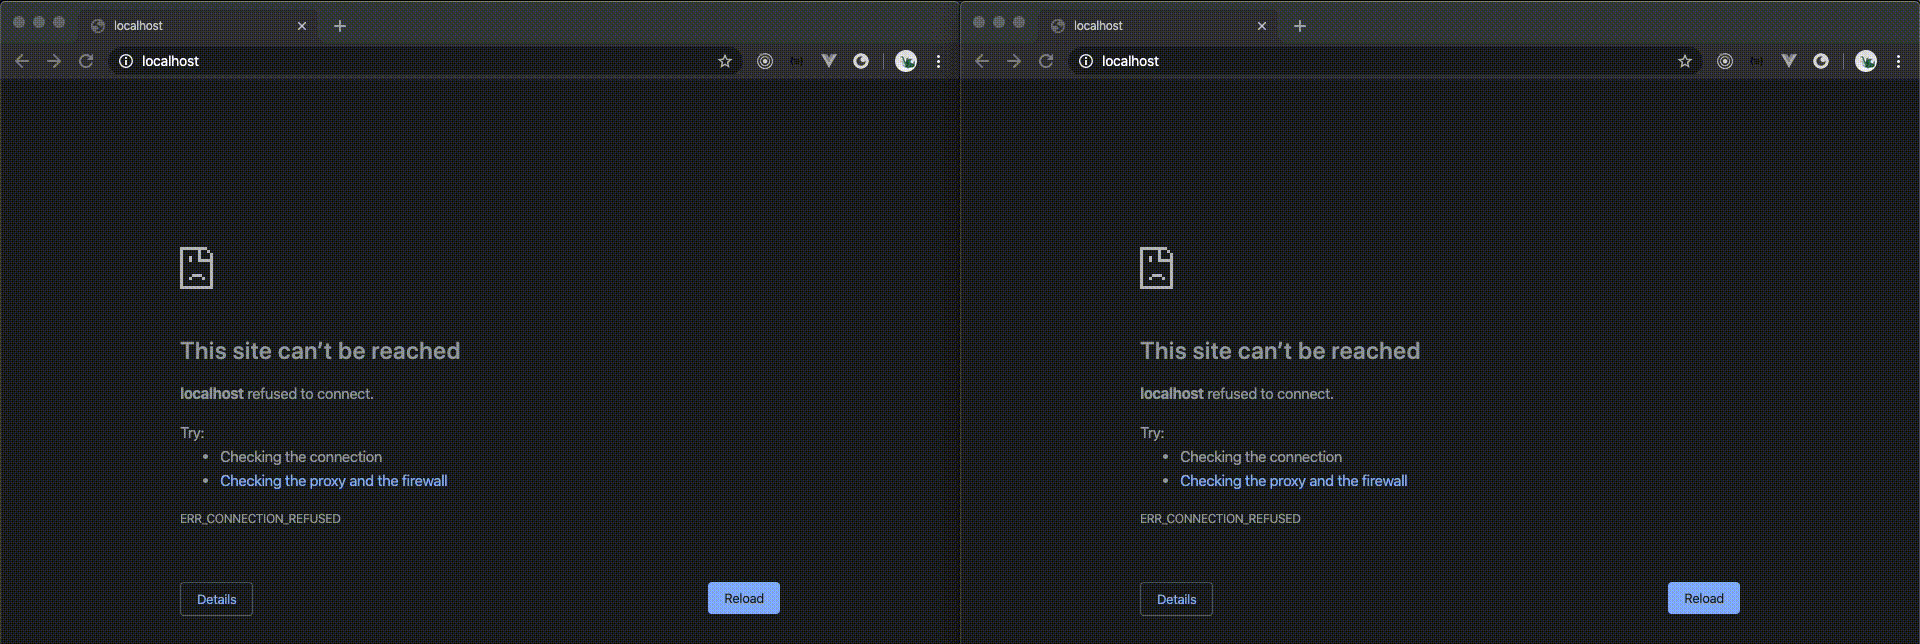 localhost
localhost
This site can’t be reached
localhost refused to connect.
Try:
Checking the connection
Checking the proxy and the firewall
ERR_CONNECTION_REFUSED
Details
Reload
localhost
localhost
This site can’t be reached
localhost refused to connect.
Try:
Checking the connection
Checking the proxy and the firewall
ERR_CONNECTION_REFUSED
Details
Reload